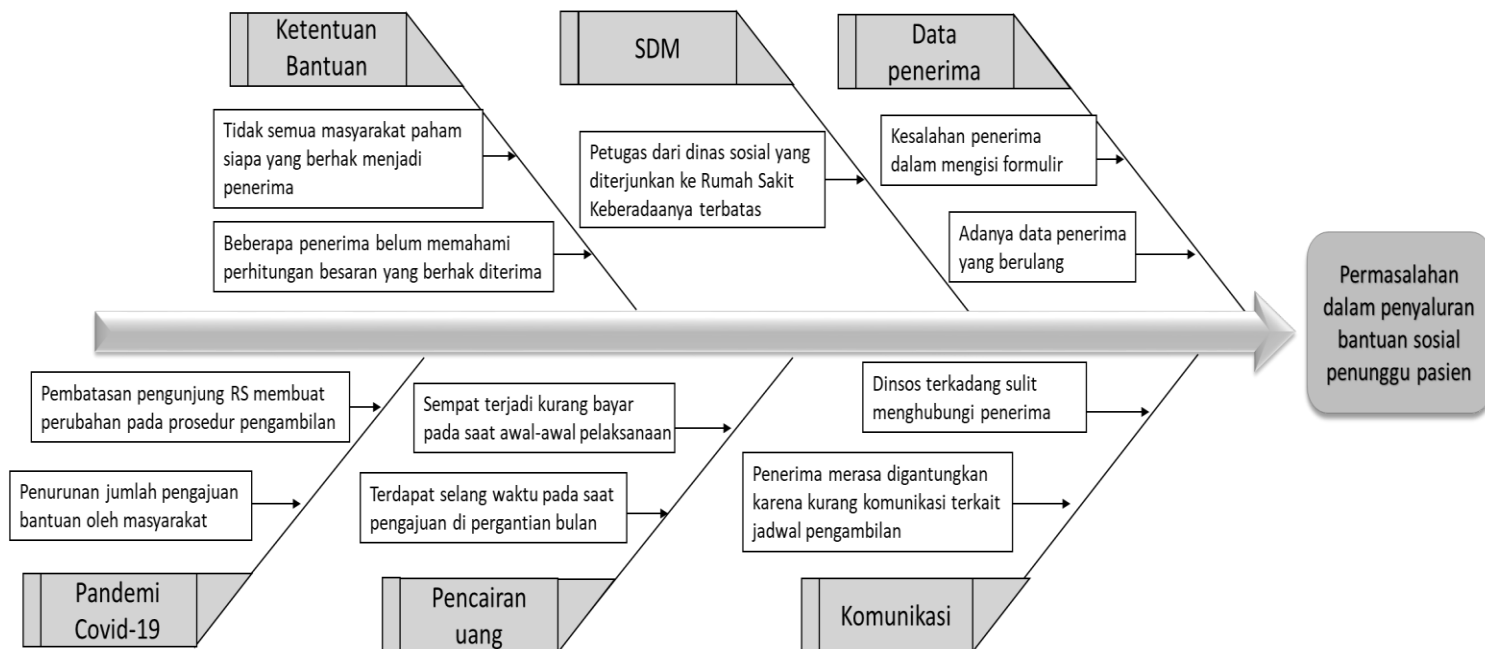 Ketentuan
Bantuan
SDM
Data
penerima
Tidak semua masyarakat paham
siapa yang berhak menjadi
penerima
Beberapa penerima belum memahami
perhitungan besaran yang berhak diterima
Petugas dari dinas sosial yang
diterjunkan ke Rumah Sakit
Keberadaanya terbatas
Kesalahan penerima
dalam mengisi formulir
Adanya data penerima
yang berulang
Permasalahan
dalam penyaluran
bantuan sosial
penunggu pasien
Pembatasan pengunjung RS membuat
perubahan pada prosedur pengambilan
Penurunan jumlah pengajuan
bantuan oleh masyarakat
Sempat terjadi kurang bayar
pada saat awal-awal pelaksanaan
Terdapat selang waktu pada saat
pengajuan di pergantian bulan
Dinsos terkadang sulit
menghubungi penerima
Penerima merasa digantungkan
karena kurang komunikasi terkait
jadwal pengambilan
Pandemi
Covid-19
Pencairan
uang
Komunikasi